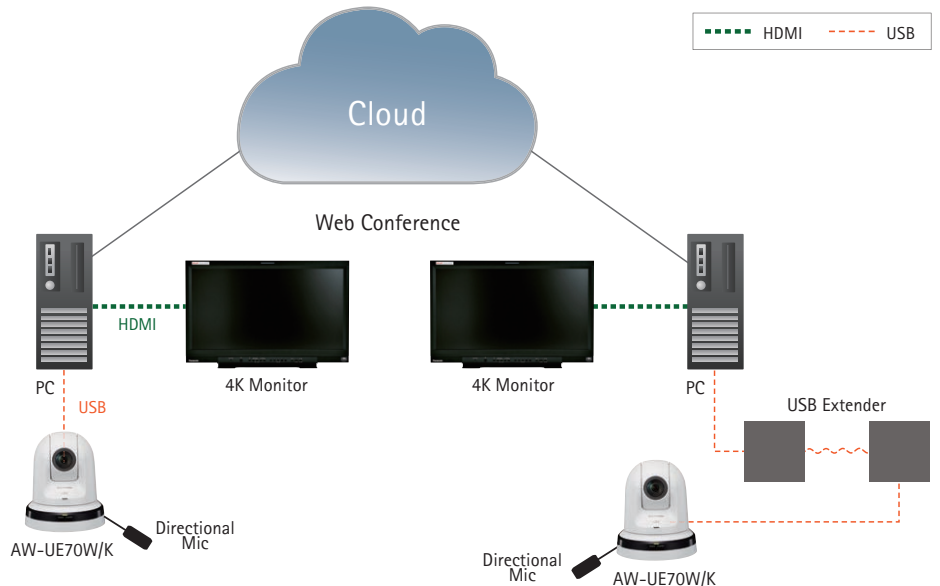 HDMI
USB
Cloud
Web Conference
HDMI
PC
4K Monitor
4K Monitor
PC
USB
USB Extender
Directional
Mic
AW-UE70W/K
Directional
Mic
AW-UE70W/K